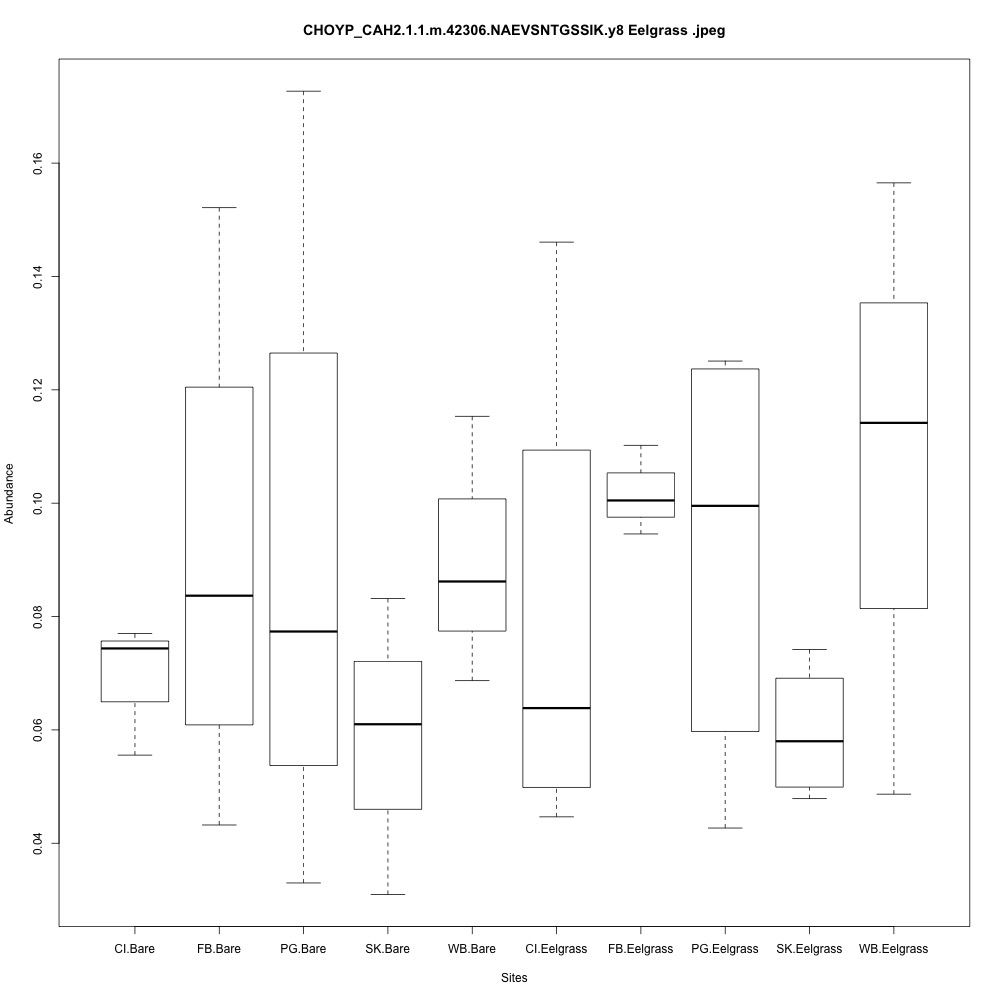 CHOYP_CAH2.1.1.m.42306.NAEVSNTGSSIK.y8 Eelgrass .jpeg
Abundance
0.16
0.14
0.12
0.10
0.08
0.06
0.04
CI.Bare FB.Bare PG.Bare SK.Bare WB.Bare CI.Eelgrass FB.Eelgrass PG.Eelgrass SK.Eelgrass WB.Eelgrass
Sites